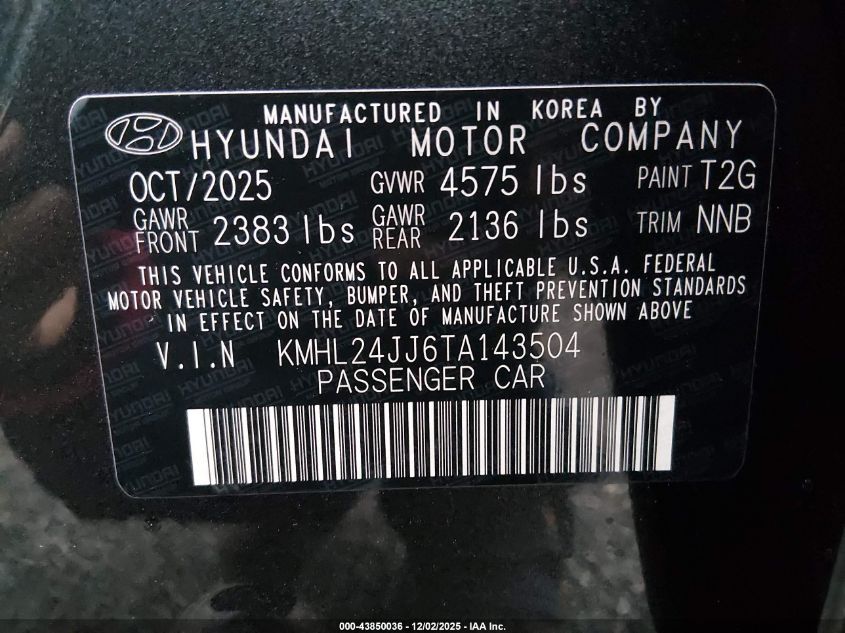 MANUFACTURED IN KOREA BY
HYUNDAI MOTOR COMPANY
OCT/2025 GVWR 4575 lbs PAINT T2G
GAWR FRONT 2383 lbs GAWR REAR 2136 lbs TRIM NNB
THIS VEHICLE CONFORMS TO ALL APPLICABLE U.S.A. FEDERAL
MOTOR VEHICLE SAFETY, BUMPER, AND THEFT PREVENTION STANDARDS
IN EFFECT ON THE DATE OF MANUFACTURE SHOWN ABOVE
V.I.N KMHL24JJ6TA143504
PASSENGER CAR
000-43850036 - 12/02/2025 - IAA Inc.